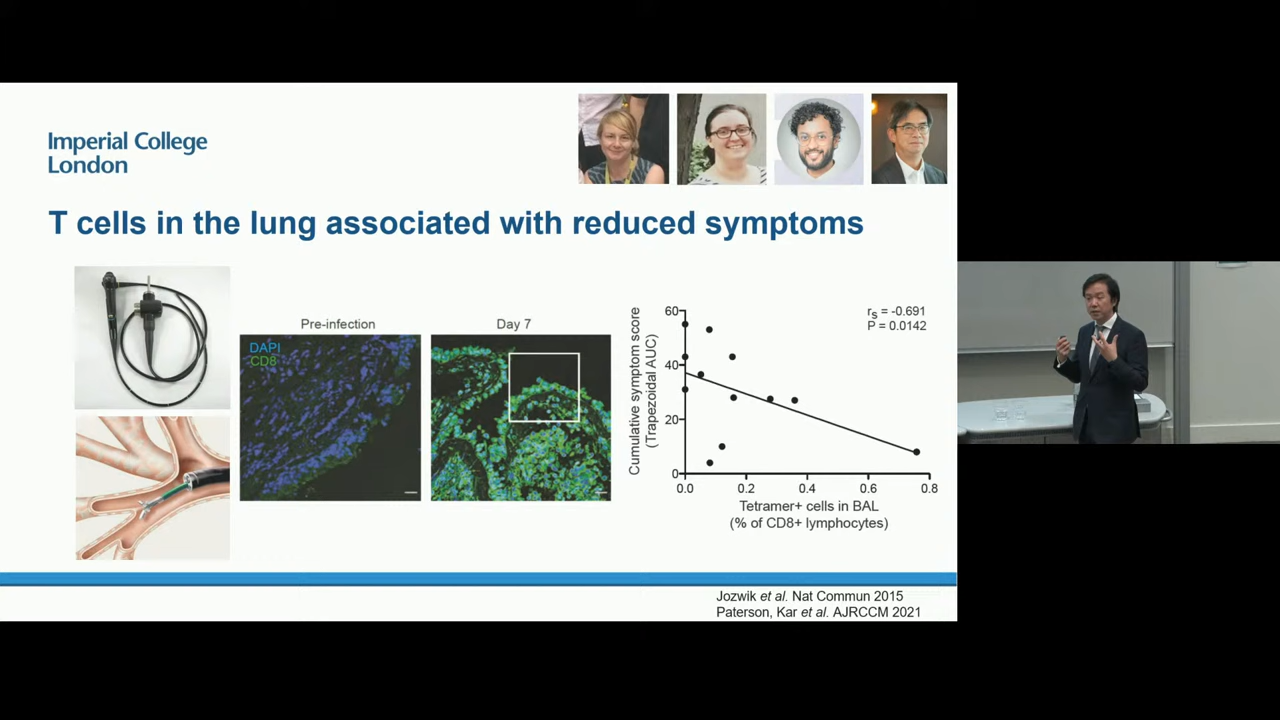 Imperial College
London
T cells in the lung associated with reduced symptoms
Pre-infection
DAPI
CD8
Day 7
Cumulative symptom score
(Trapezoidal AUC)
60
40
20
0
0.0 0.2 0.4 0.6 0.8
rs = -0.691
P = 0.0142
Tetramer+ cells in BAL
(% of CD8+ lymphocytes)
Jozwik et al. Nat Commun 2015
Paterson, Kar et al. AJRCCM 2021